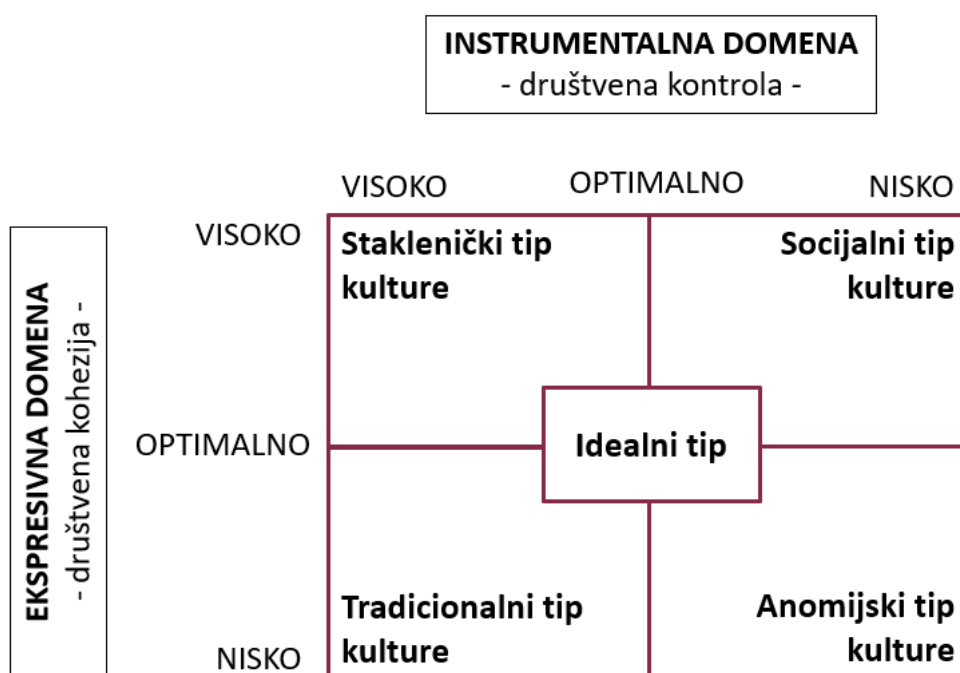 INSTRUMENTALNA DOMENA
- društvena kontrola -
VISOKO OPTIMALNO NISKO
EKSPRESIVNA DOMENA
- društvena kohezija -
VISOKO
Staklenički tip
kulture
Socijalni tip
kulture
OPTIMALNO
Idealni tip
Tradicionalni tip
kulture
Anomijski tip
kulture
NISKO